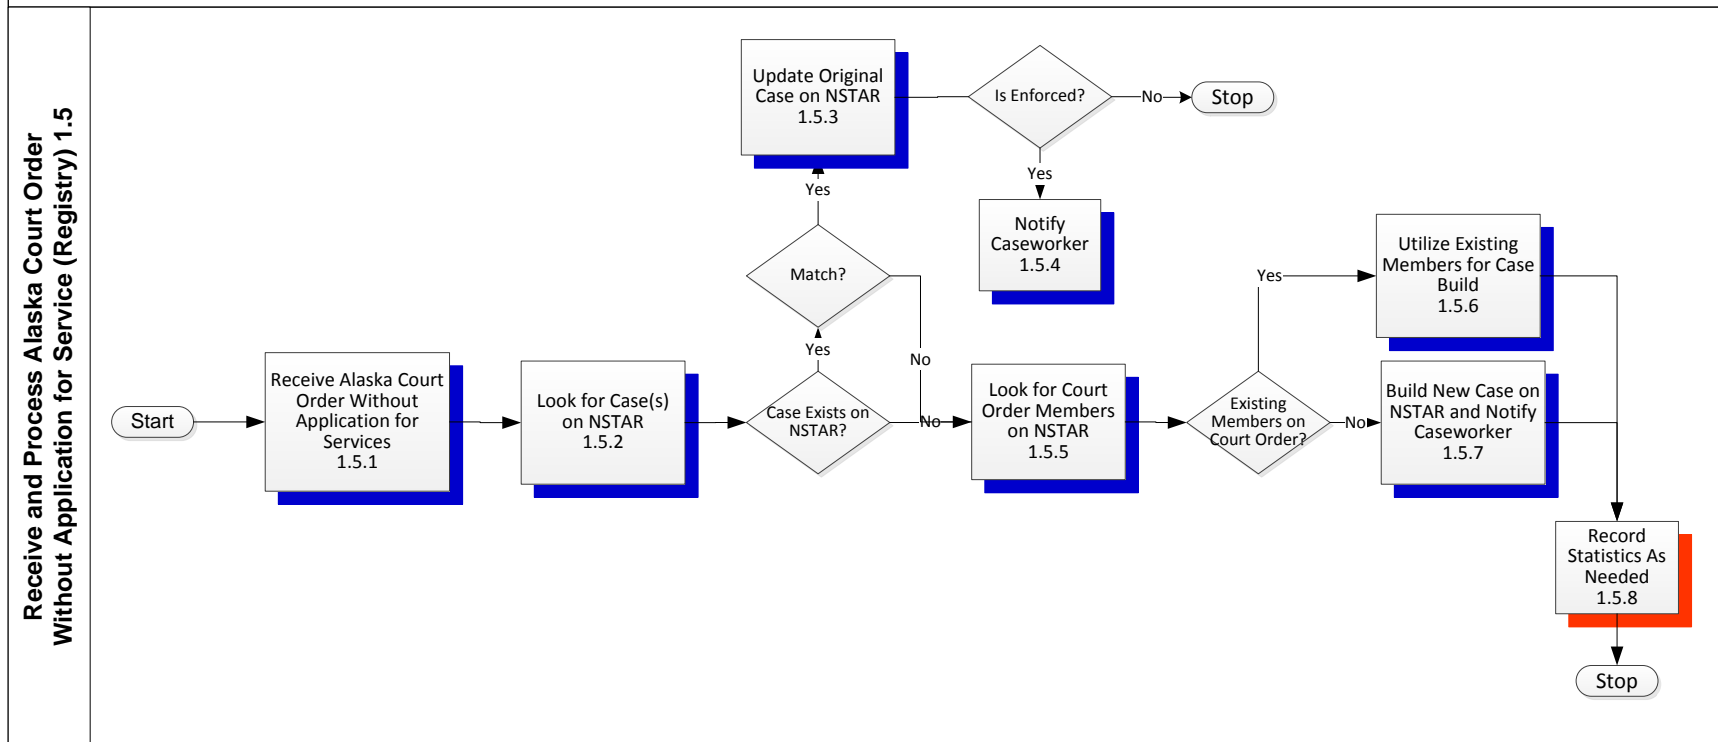 Receive and Process Alaska Court Order
Without Application for Service (Registry) 1.5
Start
Receive Alaska Court
Order Without
Application for
Services
1.5.1
Look for Case(s)
on NSTAR
1.5.2
Case Exists on
NSTAR?
Yes
No
Match?
Yes
No
Update Original
Case on NSTAR
1.5.3
Is Enforced?
No
Stop
Yes
Notify
Caseworker
1.5.4
Look for Court
Order Members
on NSTAR
1.5.5
Existing
Members on
Court Order?
Yes
No
Utilize Existing
Members for Case
Build
1.5.6
Build New Case on
NSTAR and Notify
Caseworker
1.5.7
Record
Statistics As
Needed
1.5.8
Stop